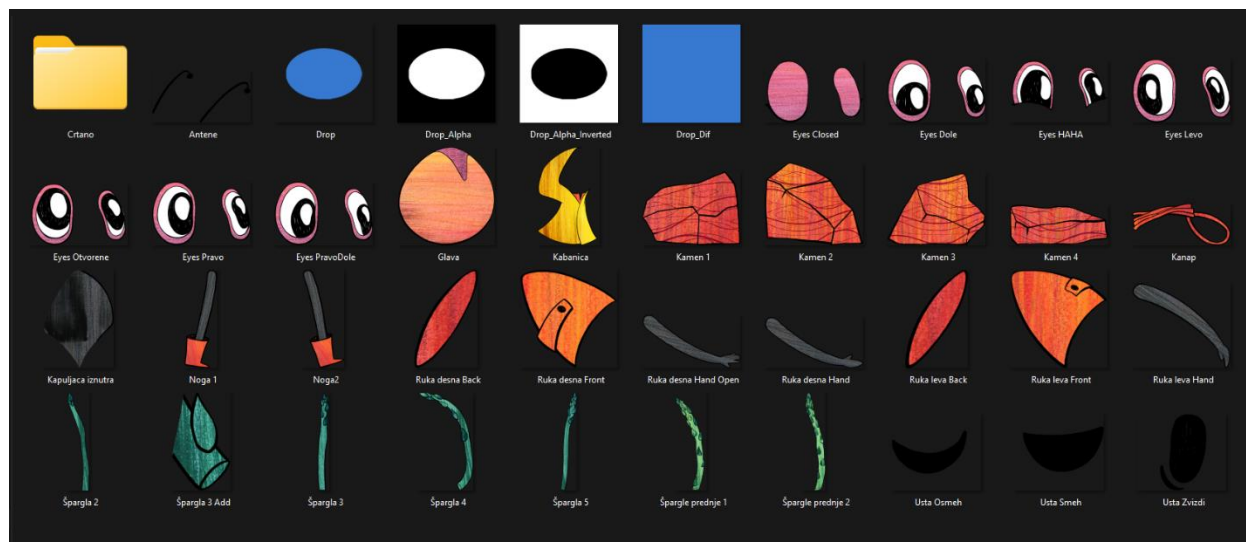 Crtano
Antene
Drop
Drop_Alpha
Drop_Alpha_Inverted
Drop_Dif
Eyes Closed
Eyes Dole
Eyes HAHA
Eyes Levo
Eyes Otvorene
Eyes Pravo
Eyes PravoDole
Glava
Kabanica
Kamen 1
Kamen 2
Kamen 3
Kamen 4
Kanap
Kapuljaca iznutra
Noga 1
Noga2
Ruka desna Back
Ruka desna Front
Ruka desna Hand Open
Ruka desna Hand
Ruka leva Back
Ruka leva Front
Ruka leva Hand
Špargla 2
Špargla 3 Add
Špargla 3
Špargla 4
Špargla 5
Špargle prednje 1
Špargle prednje 2
Usta Osmeh
Usta Smeh
Usta Zvizdi